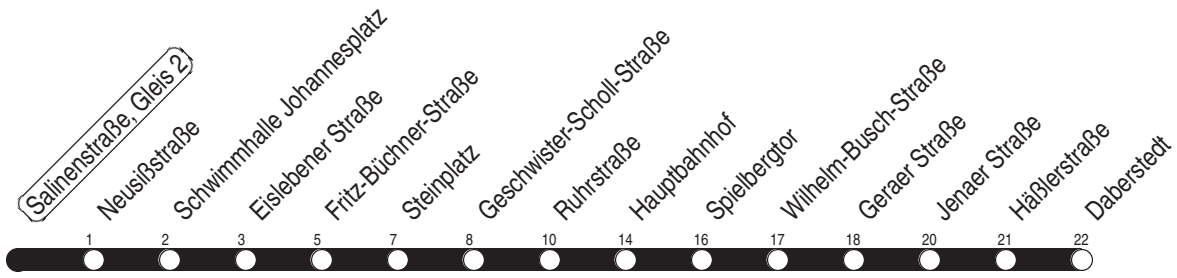 Salinenstraße, Gleis 2
Neusißstraße
Schwimmhalle Johannesplatz
Eislebener Straße
Fritz-Büchner-Straße
Steinplatz
Geschwister-Scholl-Straße
Ruhrstraße
Hauptbahnhof
Spielbergtor
Wilhelm-Busch-Straße
Geraer Straße
Jenaer Straße
Häßlerstraße
Daberstedt
1 2 3 5 7 8 10 14 16 17 18 20 21 22